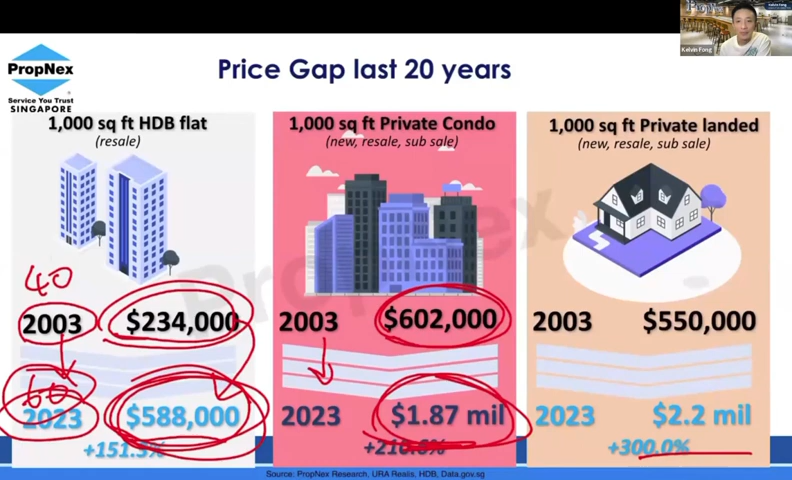 Price Gap last 20 years
PropNex
Service You Trust
SINGAPORE
Kelvin Fong
Kelvin Fong
1,000 sq ft HDB flat
(resale)
40
2003 $234,000
60
2023 $588,000
+151.3%
1,000 sq ft Private Condo
(new, resale, sub sale)
2003 $602,000
2023 $1.87 mil
1,000 sq ft Private landed
(new, resale, sub sale)
2003 $550,000
2023 $2.2 mil
+300.0%
PropNex
Source: PropNex Research, URA Realis, HDB, Data.gov.sg